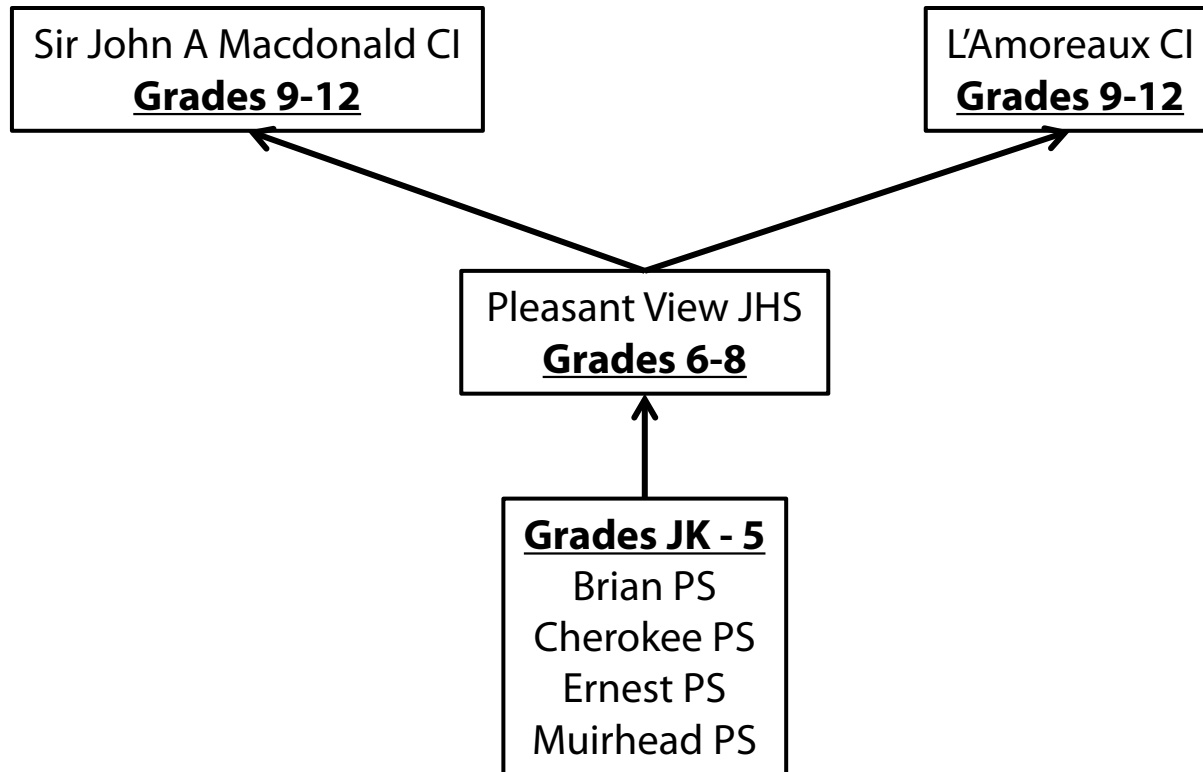 Sir John A Macdonald CI
Grades 9-12
L’Amoreaux CI
Grades 9-12
Pleasant View JHS
Grades 6-8
Grades JK - 5
Brian PS
Cherokee PS
Ernest PS
Muirhead PS